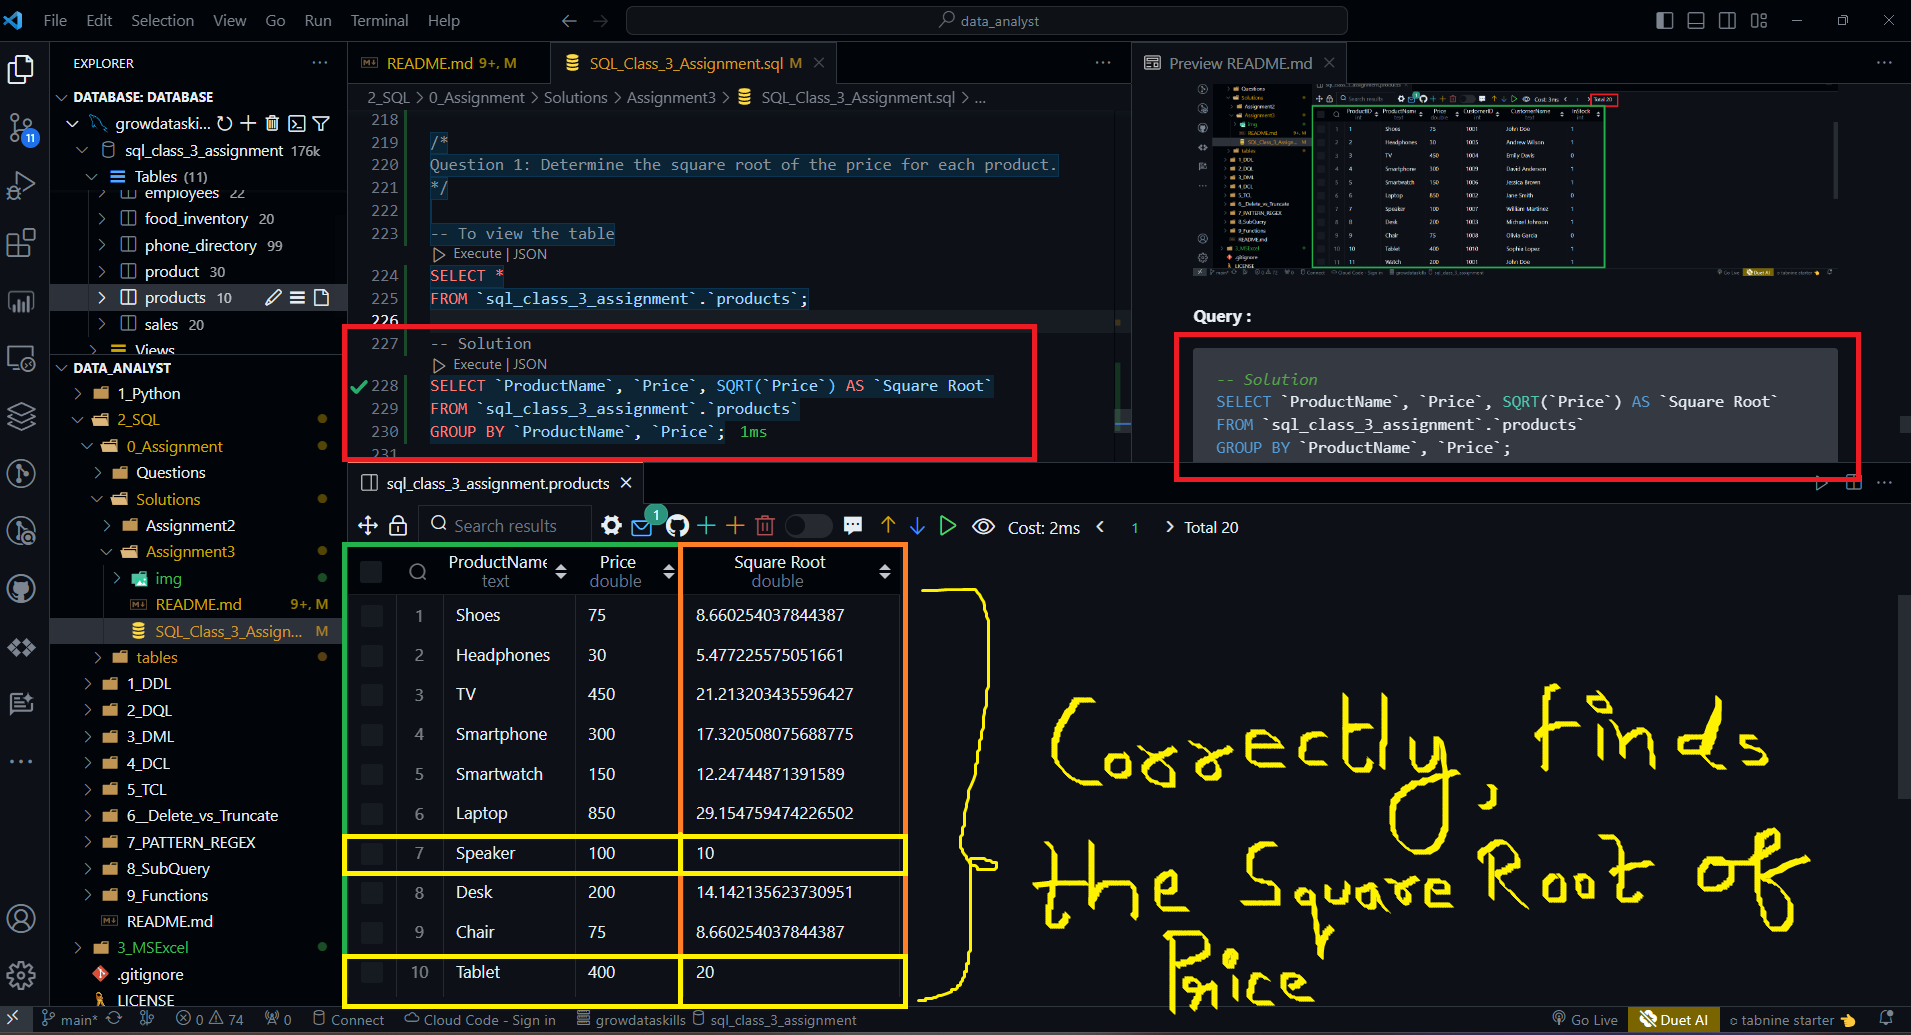 File Edit Selection View Go Run Terminal Help
data_analyst
EXPLORER
DATABASE: DATABASE
growdataski...
sql_class_3_assignment 176k
Tables (11)
employees 22
food_inventory 20
phone_directory 99
product 30
products 10
sales 20
Views
DATA_ANALYST
1_Python
2_SQL
0_Assignment
Questions
Solutions
Assignment2
Assignment3
img
README.md 9+, M
SQL_Class_3_Assign... M
tables
1_DDL
2_DQL
3_DML
4_DCL
5_TCL
6__Delete_vs_Truncate
7_PATTERN_REGEX
8_SubQuery
9_Functions
README.md
3_MSExcel
.gitignore
LICENSE
11
README.md 9+, M
SQL_Class_3_Assignment.sql M
2_SQL > 0_Assignment > Solutions > Assignment3 > SQL_Class_3_Assignment.sql > ...
218
219 /*
220 Question 1: Determine the square root of the price for each product.
221 */
222
223 -- To view the table
Execute | JSON
224 SELECT *
225 FROM `sql_class_3_assignment`.`products`;
226
227 -- Solution
Execute | JSON
228 SELECT `ProductName`, `Price`, SQRT(`Price`) AS `Square Root`
229 FROM `sql_class_3_assignment`.`products`
230 GROUP BY `ProductName`, `Price`; 1ms
231
Preview README.md
Query :
-- Solution
SELECT `ProductName`, `Price`, SQRT(`Price`) AS `Square Root`
FROM `sql_class_3_assignment`.`products`
GROUP BY `ProductName`, `Price`;
sql_class_3_assignment.products
Search results
1
Cost: 2ms
1
Total 20
ProductName Price Square Root
text double double
1 Shoes 75 8.660254037844387
2 Headphones 30 5.477225575051661
3 TV 450 21.213203435596427
4 Smartphone 300 17.320508075688775
5 Smartwatch 150 12.24744871391589
6 Laptop 850 29.154759474226502
7 Speaker 100 10
8 Desk 200 14.142135623730951
9 Chair 75 8.660254037844387
10 Tablet 400 20
Correctly, finds
the Square Root of
Price
main* 0 74 0 Connect Cloud Code - Sign in growdataskills sql_class_3_assignment
Go Live Duet AI tabnine starter